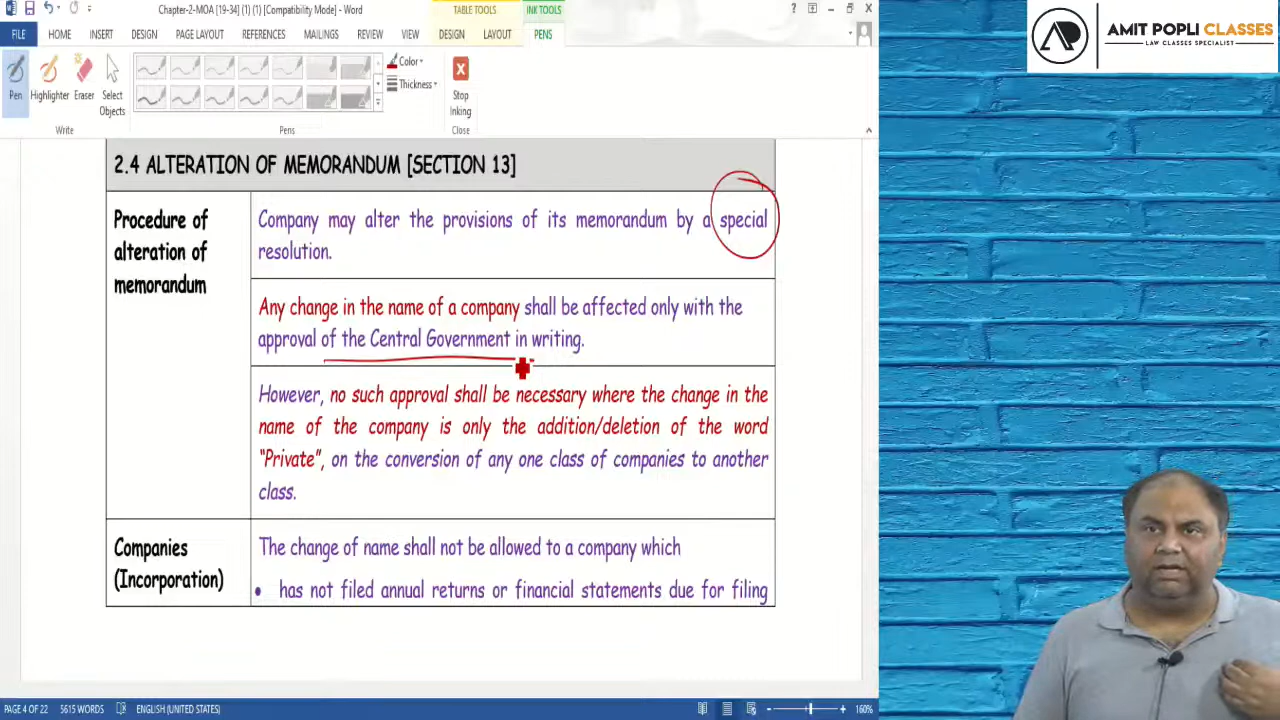 Chapter-2-MOA [19-34] (1) (1) [Compatibility Mode] - Word
TABLE TOOLS
INK TOOLS
FILE HOME INSERT DESIGN PAGE LAYOUT REFERENCES MAILINGS REVIEW VIEW DESIGN LAYOUT PENS
Pen Highlighter Eraser Select Objects
Color
Thickness
Stop Inking
Write
Pens
Close
AP
AMIT POPLI CLASSES
LAW CLASSES SPECIALIST
2.4 ALTERATION OF MEMORANDUM [SECTION 13]
Procedure of
alteration of
memorandum
Company may alter the provisions of its memorandum by a special
resolution.
Any change in the name of a company shall be affected only with the
approval of the Central Government in writing.
However, no such approval shall be necessary where the change in the
name of the company is only the addition/deletion of the word
“Private”, on the conversion of any one class of companies to another
class.
Companies
(Incorporation)
The change of name shall not be allowed to a company which
• has not filed annual returns or financial statements due for filing
PAGE 4 OF 22 5615 WORDS ENGLISH (UNITED STATES) 160%